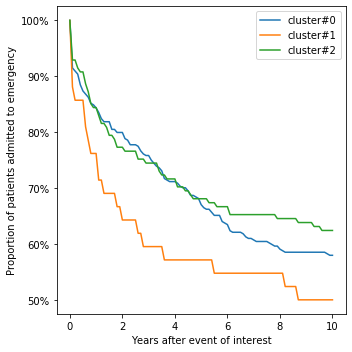 cluster#0
cluster#1
cluster#2
Proportion of patients admitted to emergency
100%
90%
80%
70%
60%
50%
0
2
4
6
8
10
Years after event of interest